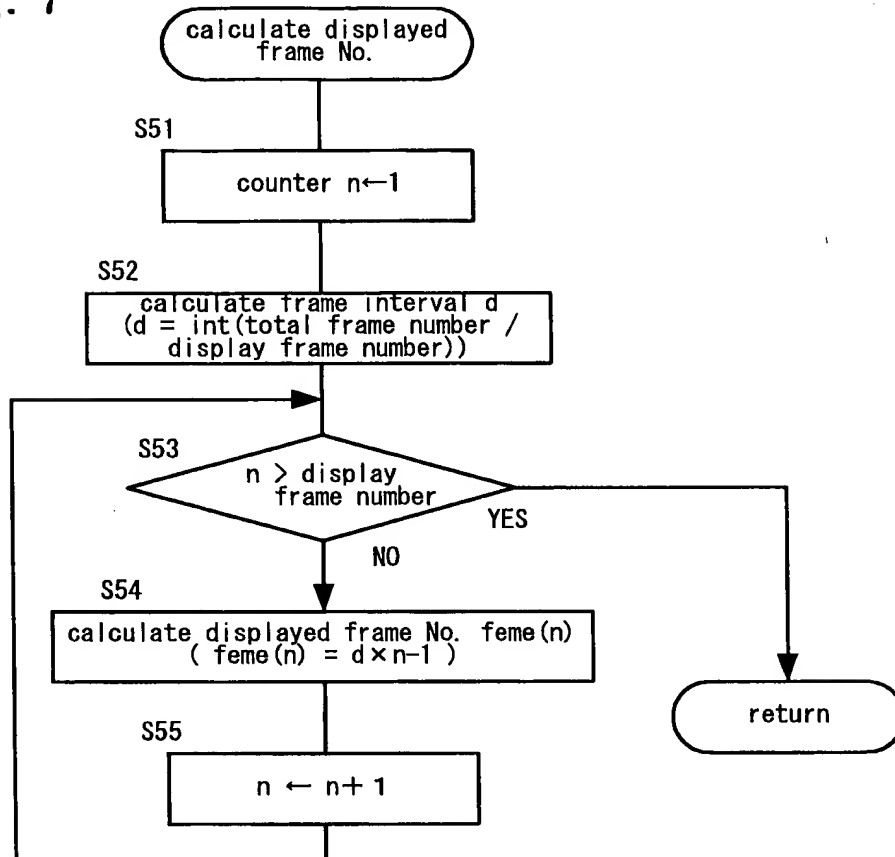 calculate displayed
frame No.
S51
counter n←1
S52
calculate frame interval d
(d = int(total frame number /
display frame number))
S53
n > display
frame number
YES
NO
S54
calculate displayed frame No. feme(n)
( feme(n) = d×n-1 )
return
S55
n ← n+ 1